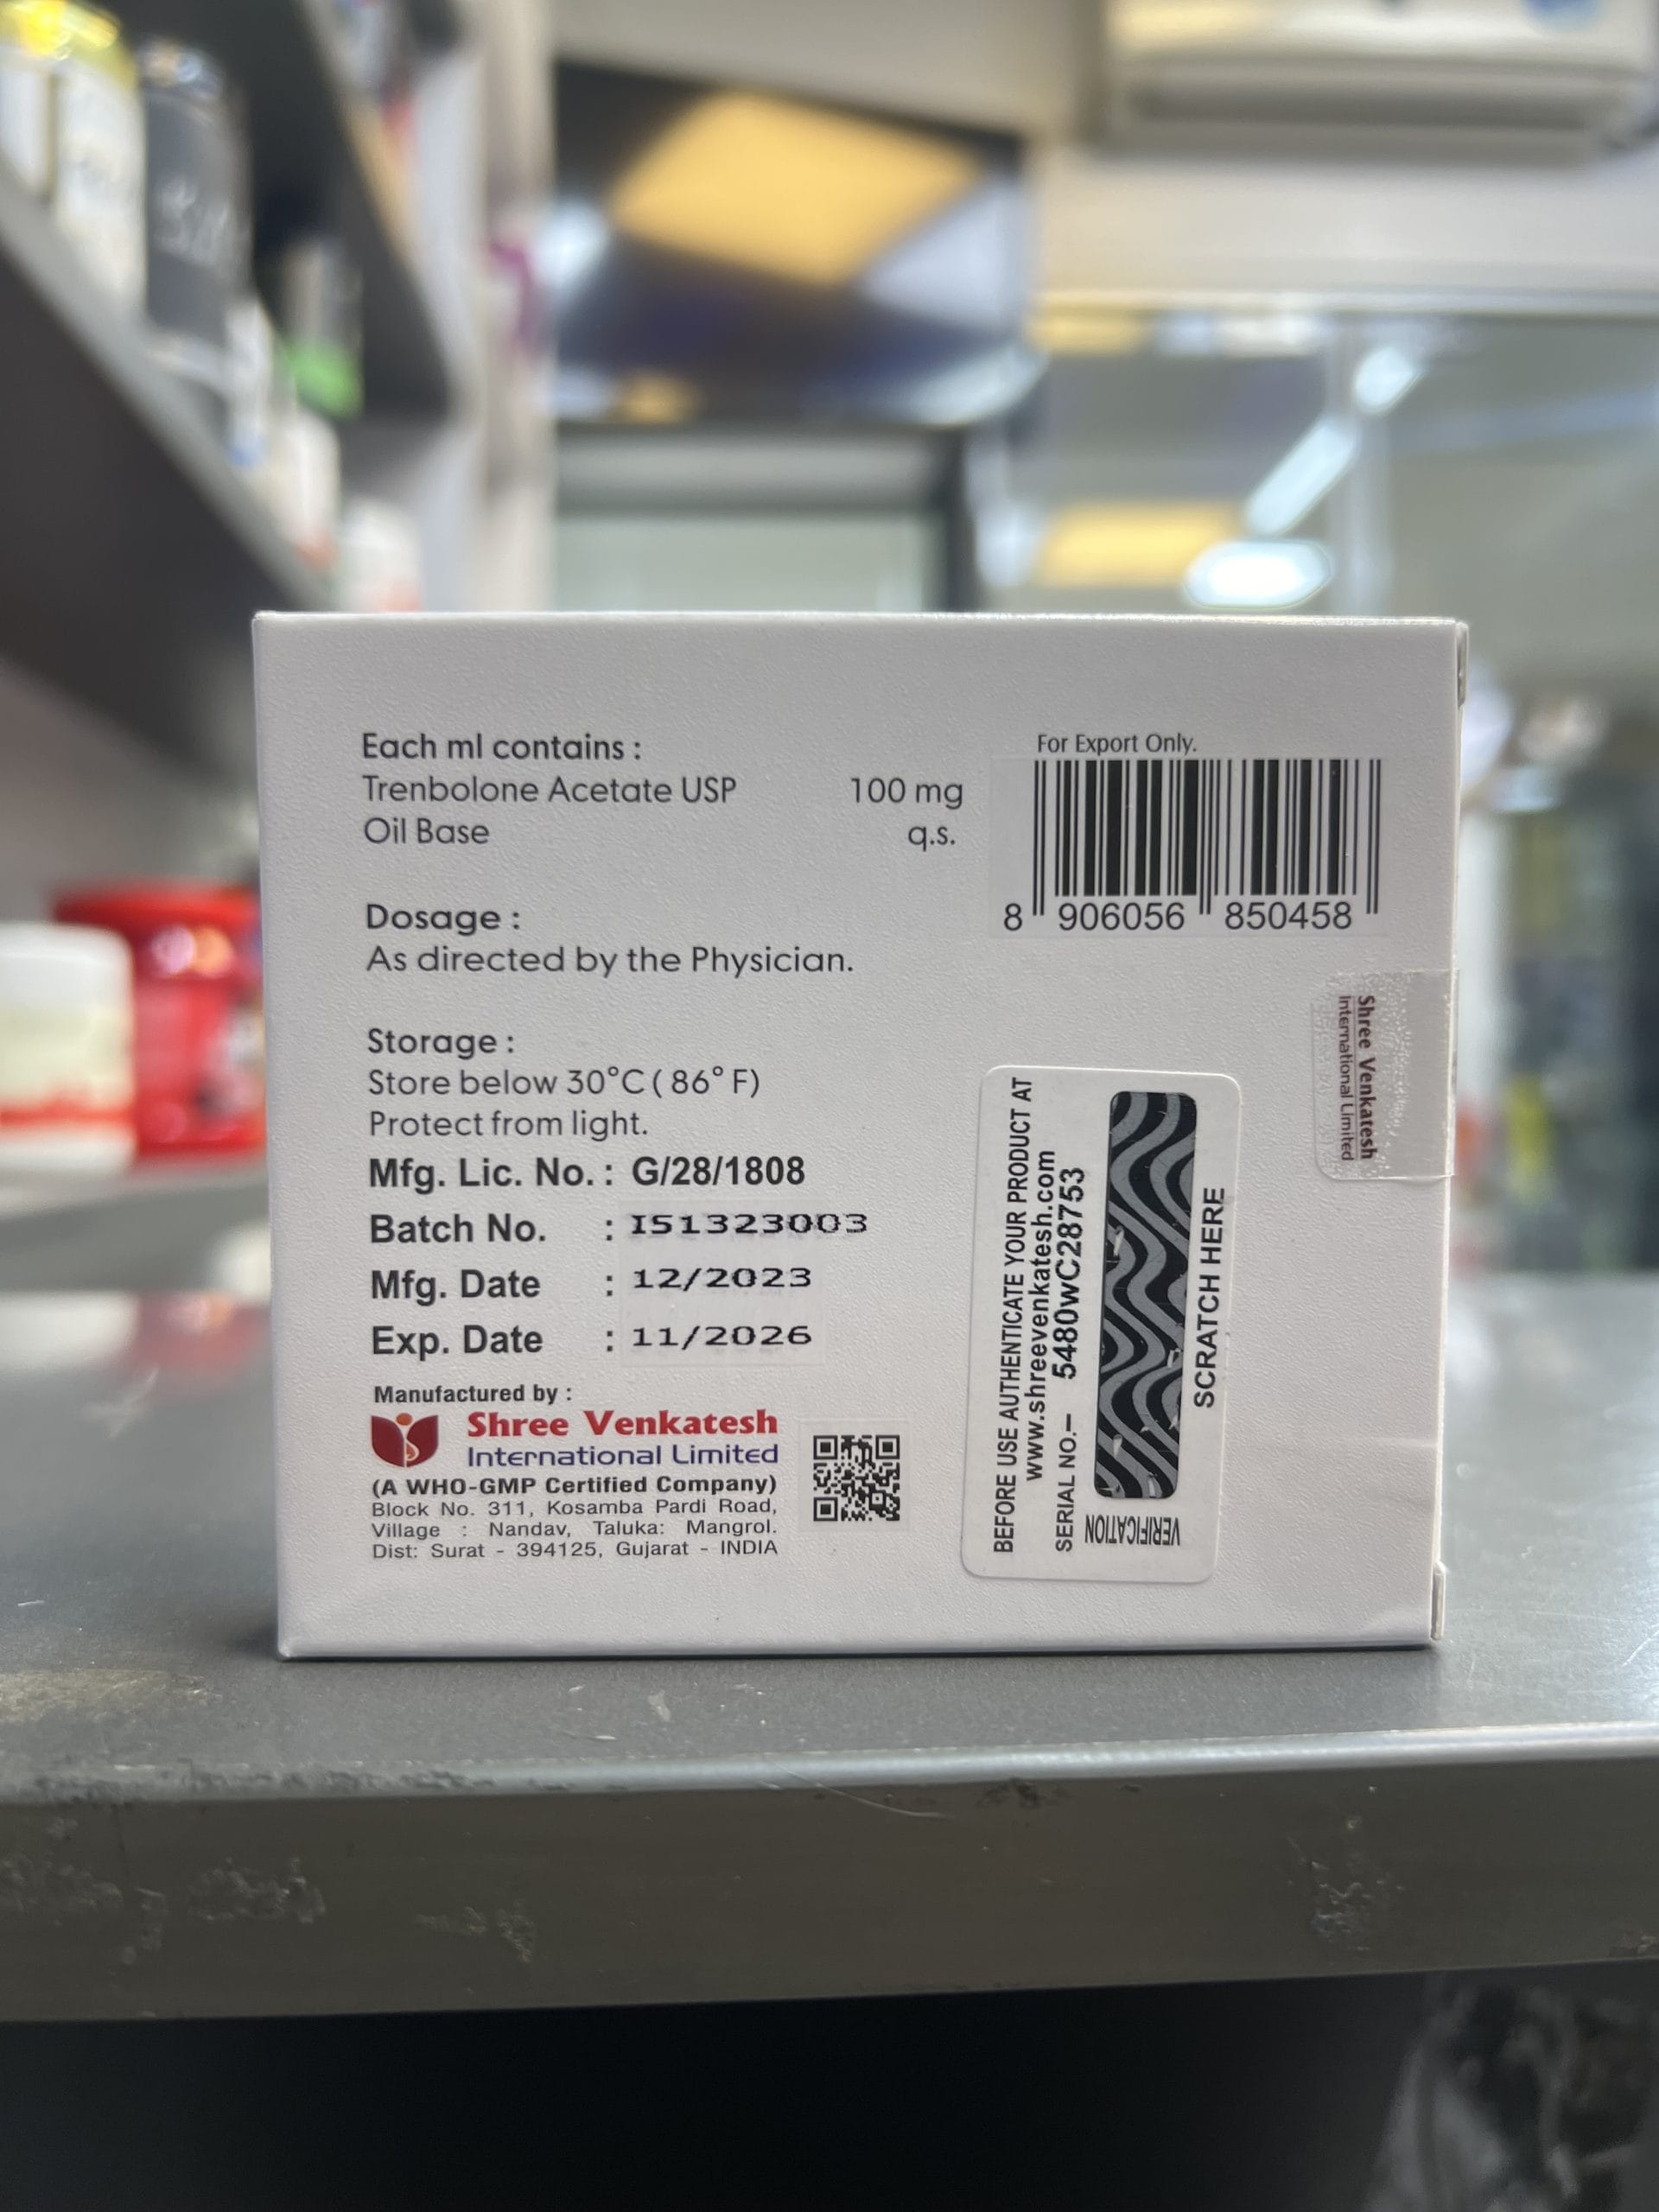 Each ml contains :
Trenbolone Acetate USP 100 mg
Oil Base q.s.
Dosage :
As directed by the Physician.
Storage :
Store below 30°C ( 86° F)
Protect from light.
Mfg. Lic. No. : G/28/1808
Batch No. : I51323003
Mfg. Date : 12/2023
Exp. Date : 11/2026
Manufactured by :
Shree Venkatesh
International Limited
(A WHO-GMP Certified Company)
Block No. 311, Kosamba Pardi Road,
Village : Nandav, Taluka: Mangrol.
Dist: Surat - 394125, Gujarat - INDIA
For Export Only.
8 906056 850458
BEFORE USE AUTHENTICATE YOUR PRODUCT AT
www.shreevenkatesh.com
SERIAL NO.– 5480wC28753
VERIFICATION
SCRATCH HERE
Shree Venkatesh
International Limited